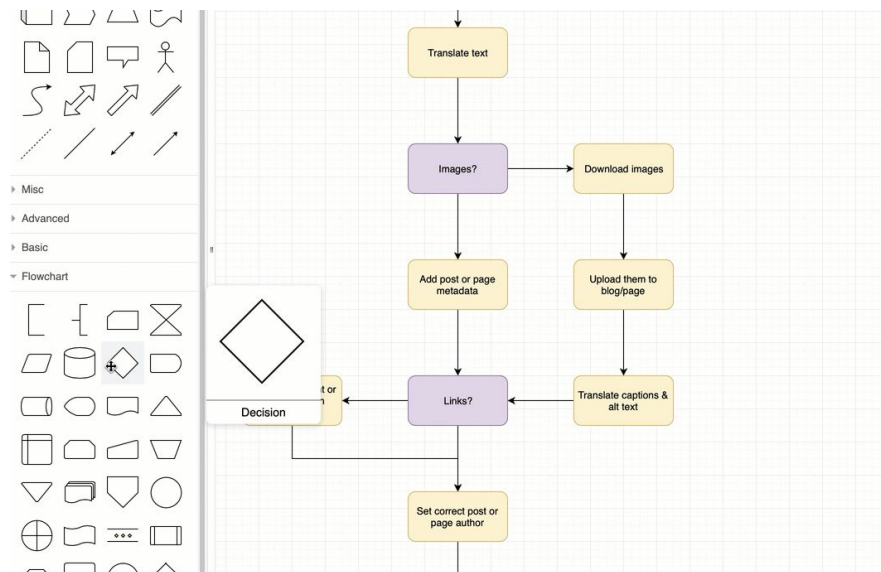 Misc
Advanced
Basic
Flowchart
Decision
Translate text
Images?
Download images
Add post or page
metadata
Upload them to
blog/page
or
Links?
Translate captions &
alt text
Set correct post or
page author